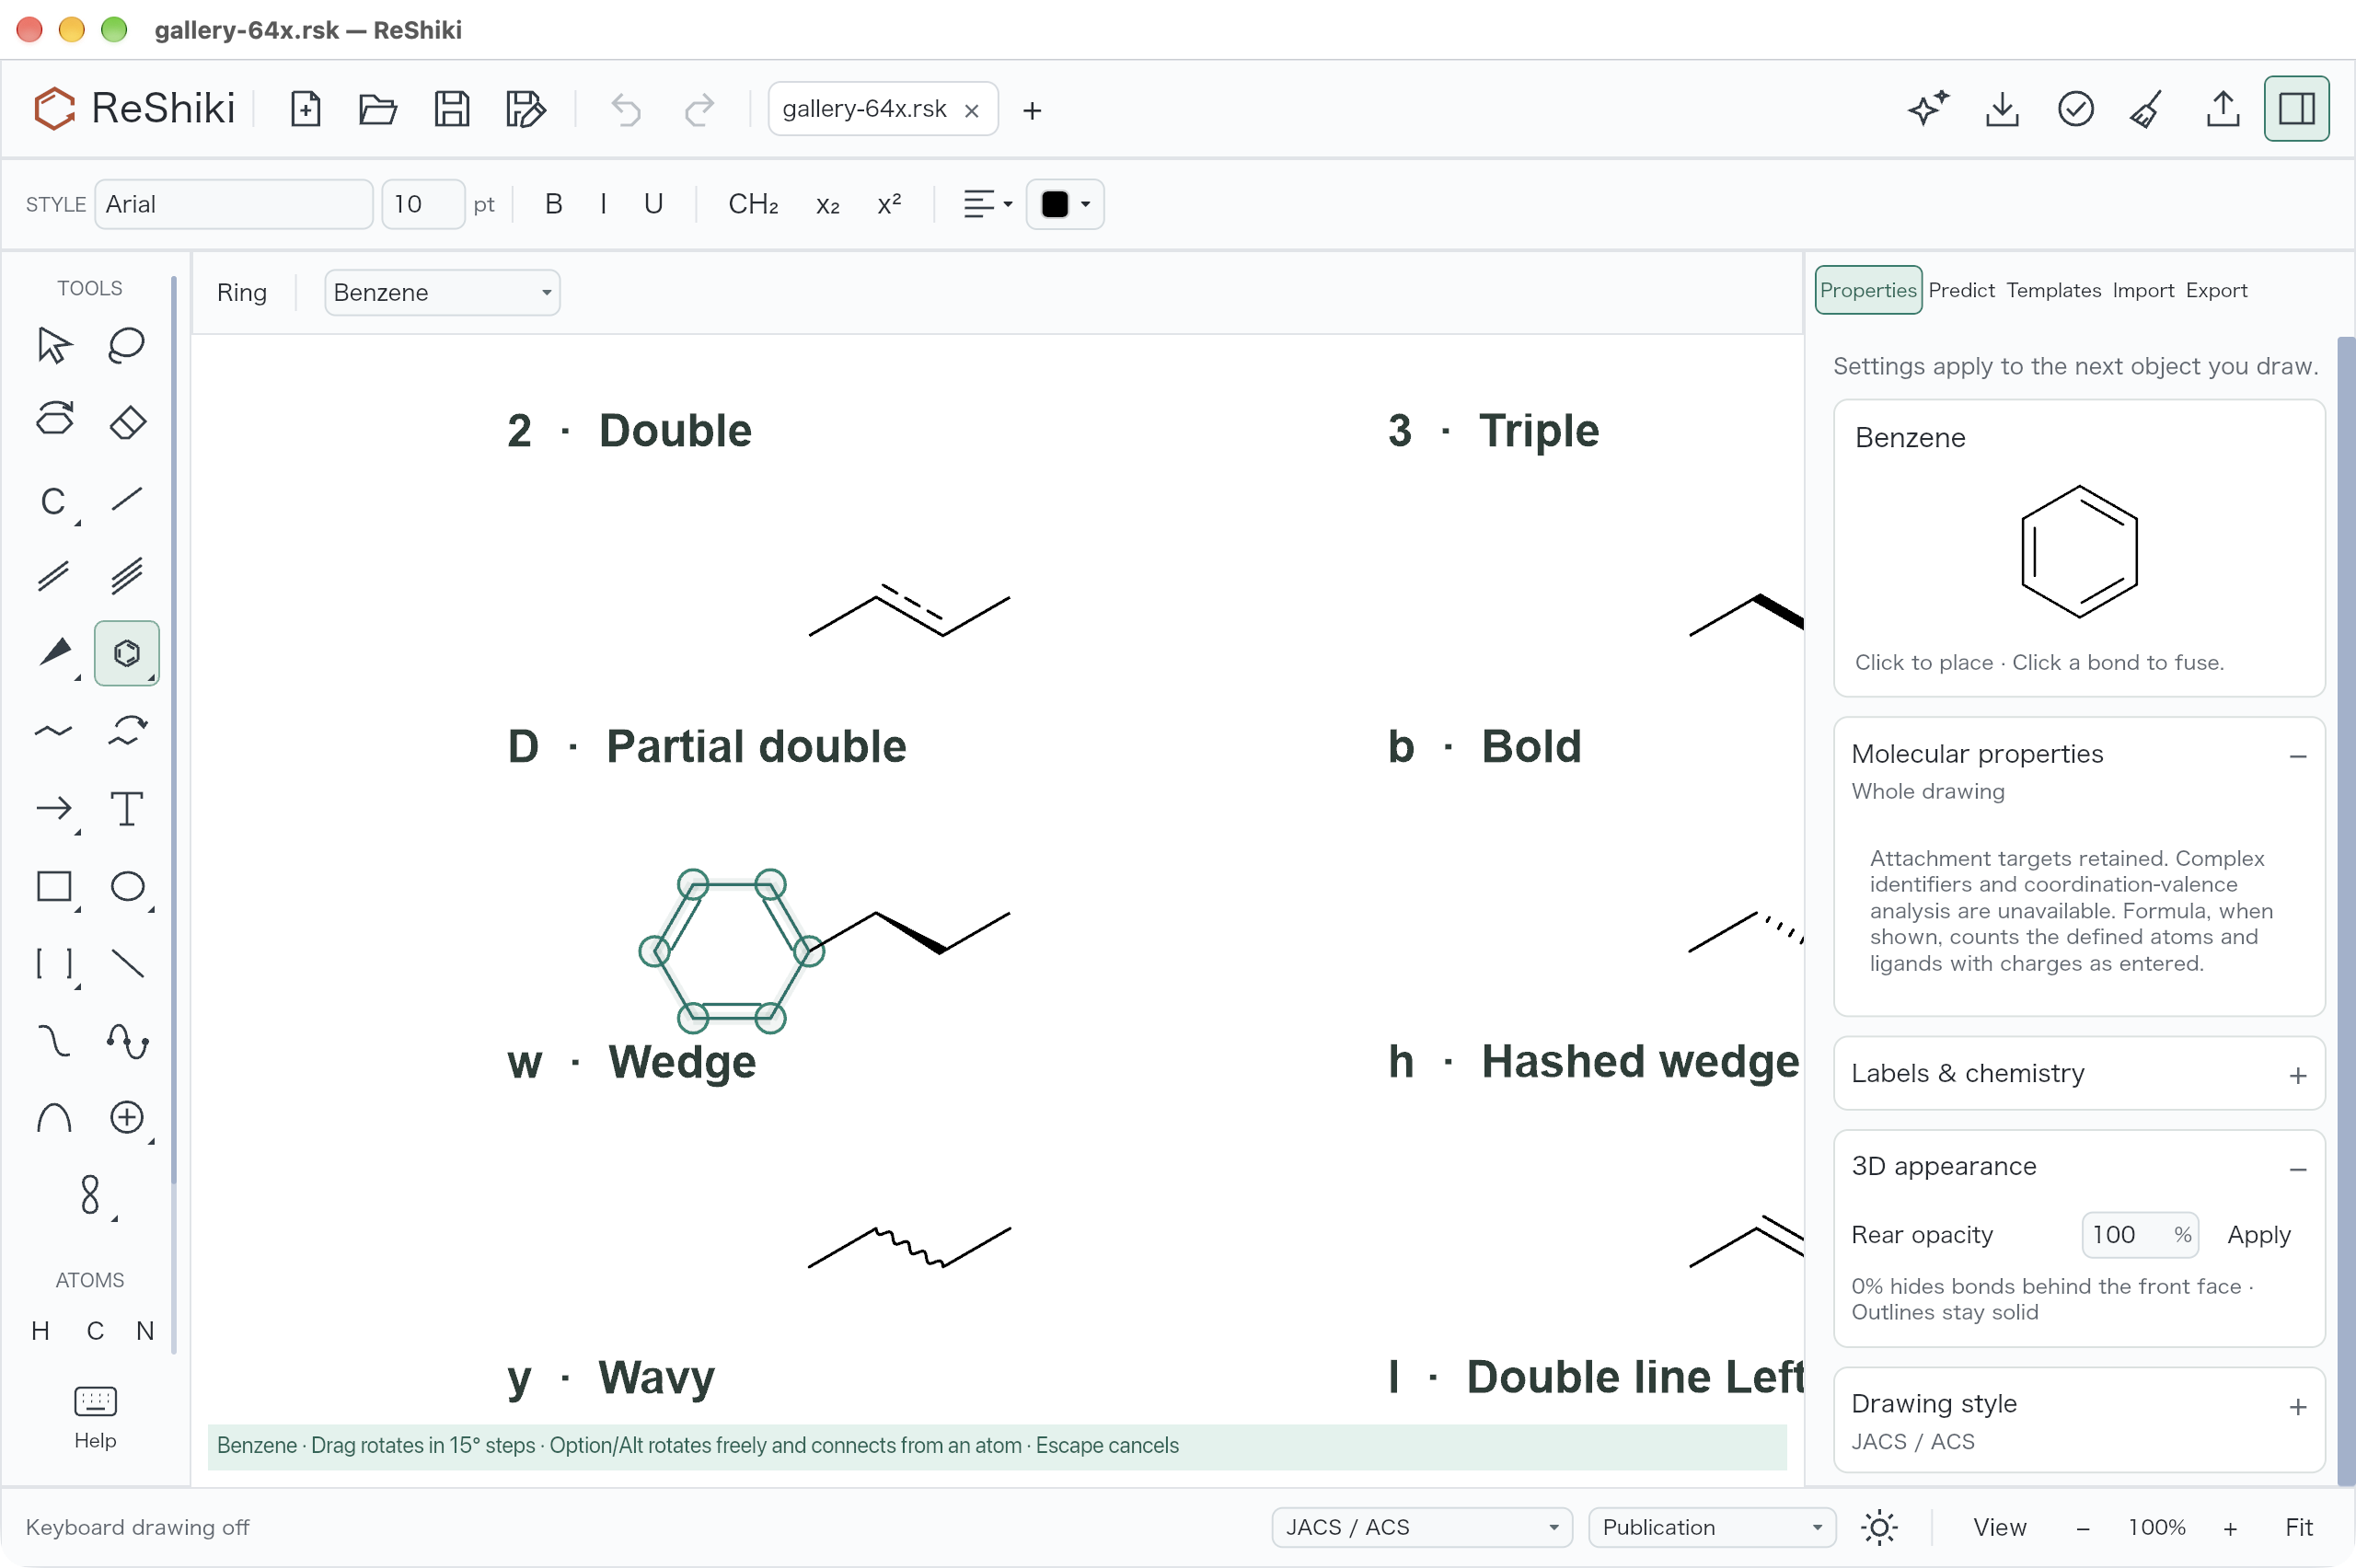 gallery-64x.rsk — ReShiki
ReShiki
gallery-64x.rsk × +
STYLE Arial 10 pt B I U CH₂ x₂ x²
TOOLS
Ring Benzene
Properties Predict Templates Import Export
Settings apply to the next object you draw.
2 · Double
3 · Triple
Benzene
C
Click to place · Click a bond to fuse.
D · Partial double
b · Bold
Molecular properties −
Whole drawing
T
Attachment targets retained. Complex
identifiers and coordination-valence
analysis are unavailable. Formula, when
shown, counts the defined atoms and
ligands with charges as entered.
[ ]
w · Wedge
h · Hashed wedge
Labels & chemistry +
3D appearance −
Rear opacity 100 % Apply
0% hides bonds behind the front face ·
Outlines stay solid
ATOMS
H C N
y · Wavy
l · Double line Left
Drawing style +
JACS / ACS
Help
Benzene · Drag rotates in 15° steps · Option/Alt rotates freely and connects from an atom · Escape cancels
Keyboard drawing off
JACS / ACS Publication View − 100% + Fit